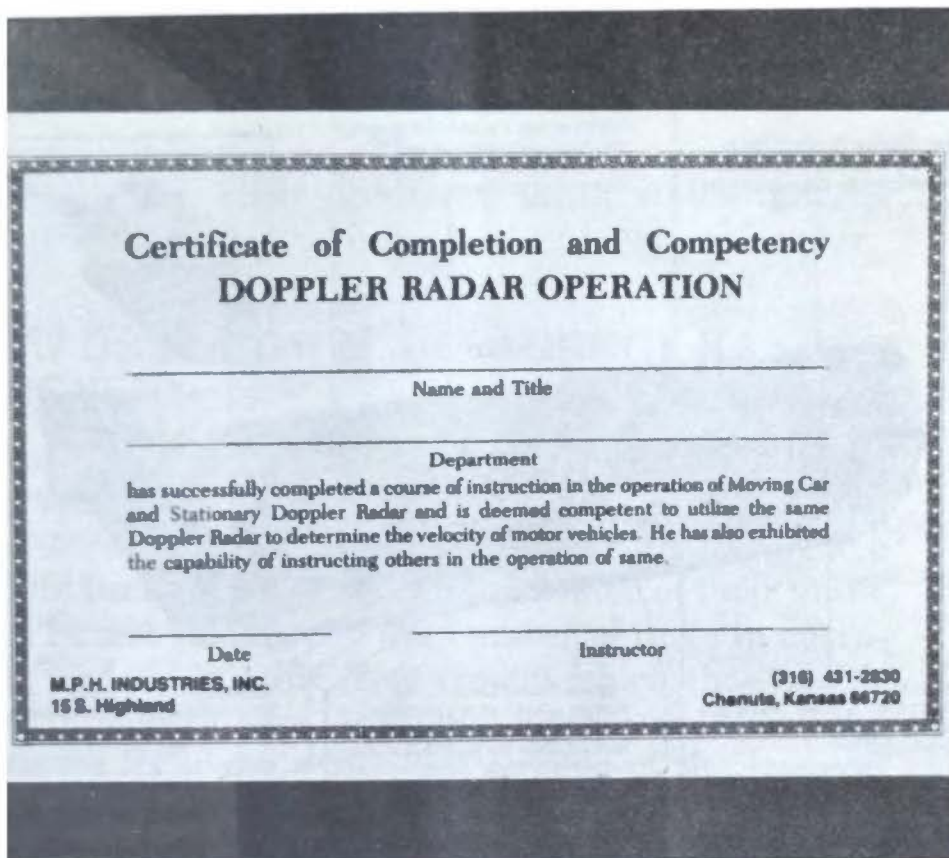 Certificate of Completion and Competency
DOPPLER RADAR OPERATION
Name and Title
Department
has successfully completed a course of instruction in the operation of Moving Car
and Stationary Doppler Radar and is deemed competent to utilize the same
Doppler Radar to determine the velocity of motor vehicles. He has also exhibited
the capability of instructing others in the operation of same.
Date
Instructor
M.P.H. INDUSTRIES, INC.
(316) 431-2830
15 S. Highland
Chanute, Kansas 66720